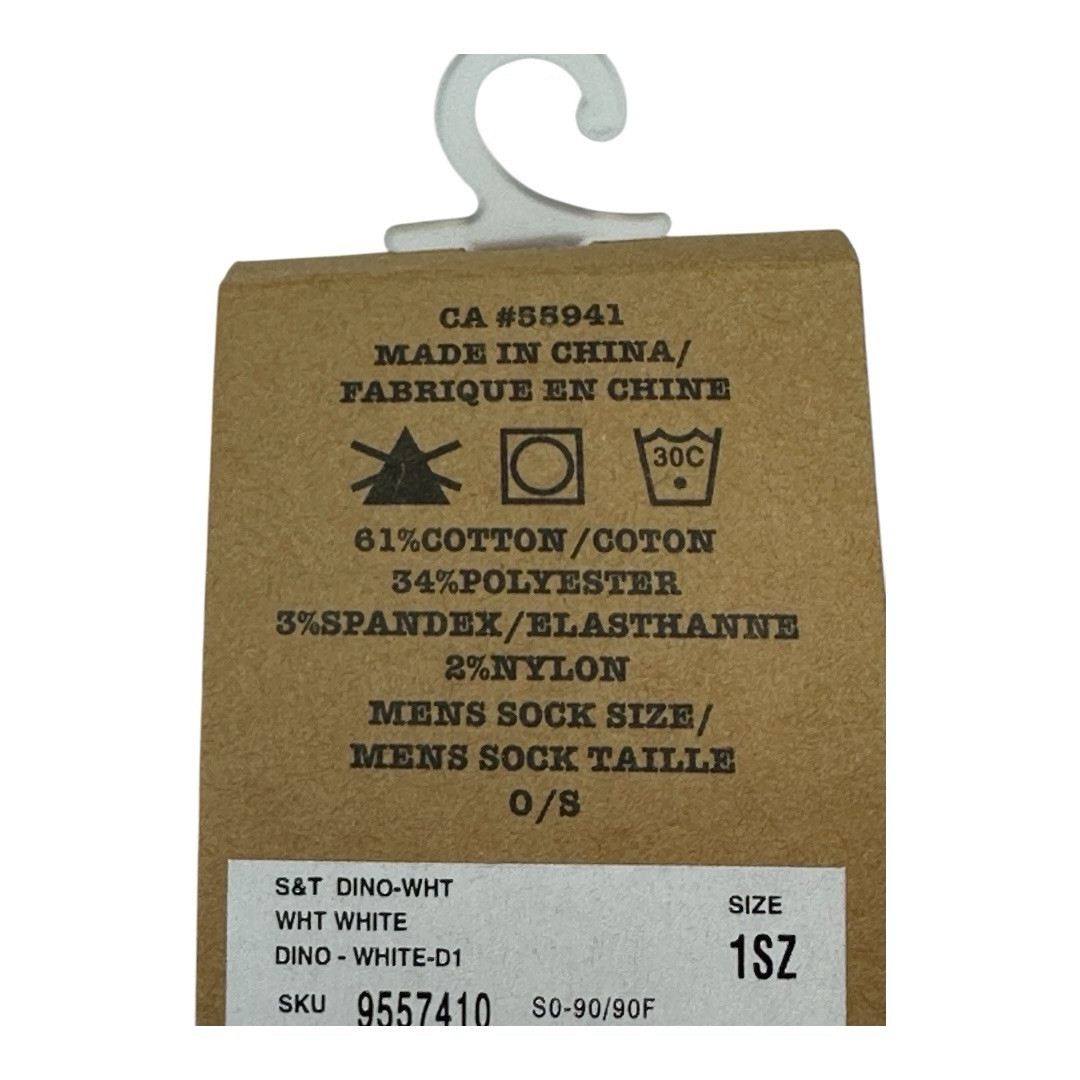 CA #55941
MADE IN CHINA/
FABRIQUE EN CHINE
30C
61%COTTON/COTON
34%POLYESTER
3%SPANDEX/ELASTHANNE
2%NYLON
MENS SOCK SIZE/
MENS SOCK TAILLE
O/S
S&T DINO-WHT
WHT WHITE
DINO - WHITE-D1
SIZE
1SZ
SKU 9557410 S0-90/90F